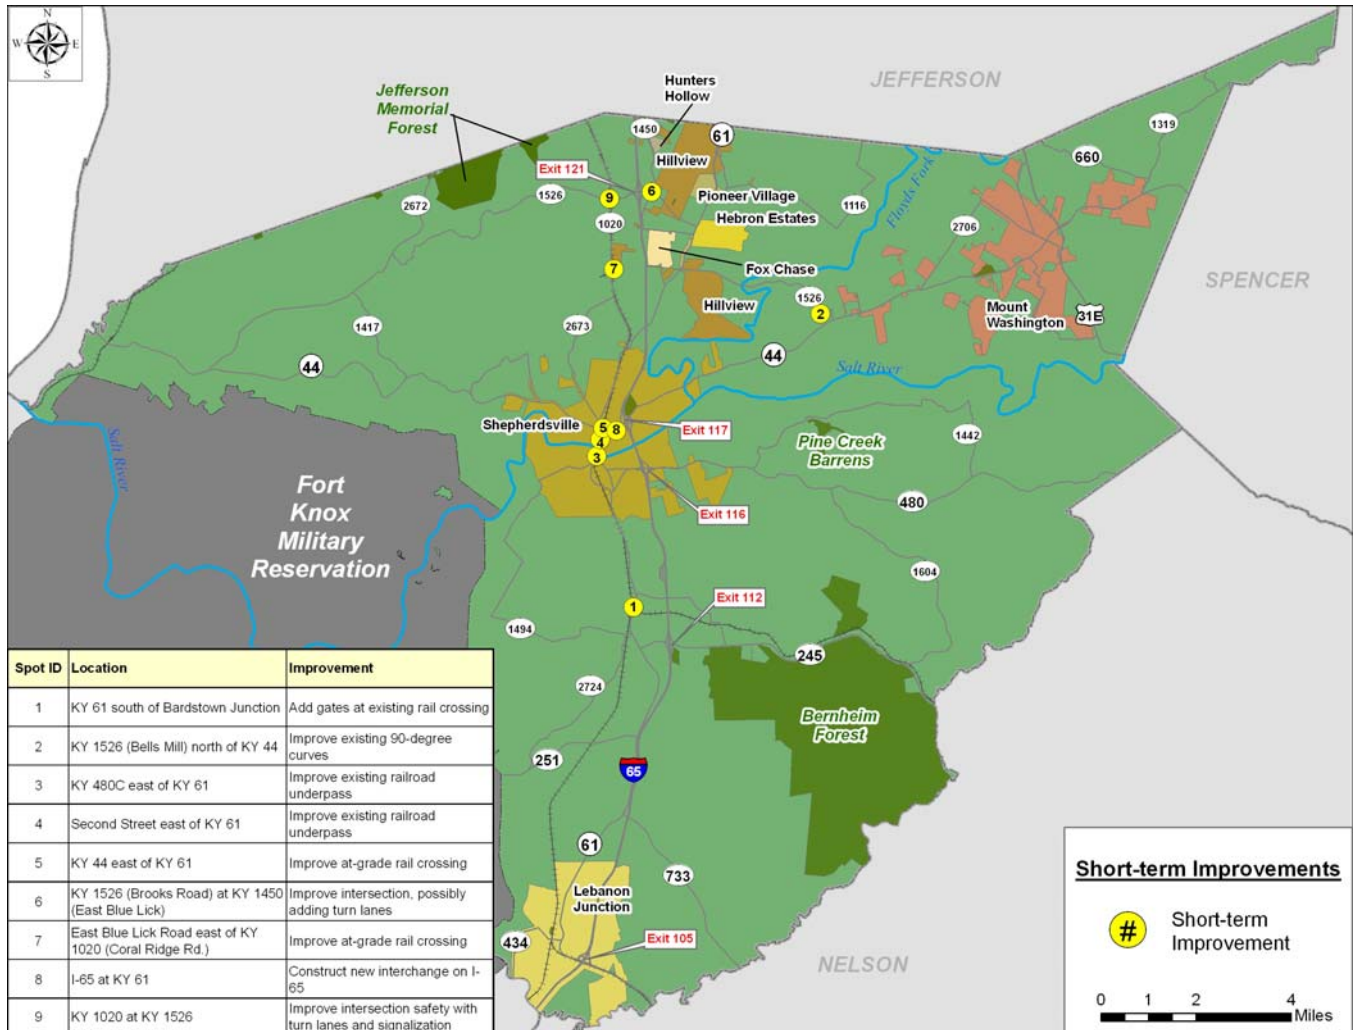 N
W
E
S
JEFFERSON
Hunters
Hollow
Jefferson
Memorial
Forest
1450
61
1319
660
Hillview
Exit 121
6
9
1526
2672
Pioneer Village
1116
Floyds Fork
Hebron Estates
1020
2706
7
Fox Chase
SPENCER
1526
Hillview
2
Mount
Washington
31E
1417
2673
44
44
Salt River
Shepherdsville
5
8
4
3
Exit 117
Pine Creek
Barrens
1442
Salt River
Fort
Knox
Military
Reservation
480
Exit 116
1604
1
Exit 112
1494
245
2724
Bernheim
Forest
251
65
61
733
Lebanon
Junction
434
Exit 105
NELSON
Spot ID Location Improvement
1 KY 61 south of Bardstown Junction Add gates at existing rail crossing
2 KY 1526 (Bells Mill) north of KY 44 Improve existing 90-degree
curves
3 KY 480C east of KY 61 Improve existing railroad
underpass
4 Second Street east of KY 61 Improve existing railroad
underpass
5 KY 44 east of KY 61 Improve at-grade rail crossing
6 KY 1526 (Brooks Road) at KY 1450 Improve intersection, possibly
(East Blue Lick) adding turn lanes
7 East Blue Lick Road east of KY Improve at-grade rail crossing
1020 (Coral Ridge Rd.)
8 I-65 at KY 61 Construct new interchange on I-
65
9 KY 1020 at KY 1526 Improve intersection safety with
turn lanes and signalization
Short-term Improvements
# Short-term
Improvement
0 1 2 4
Miles